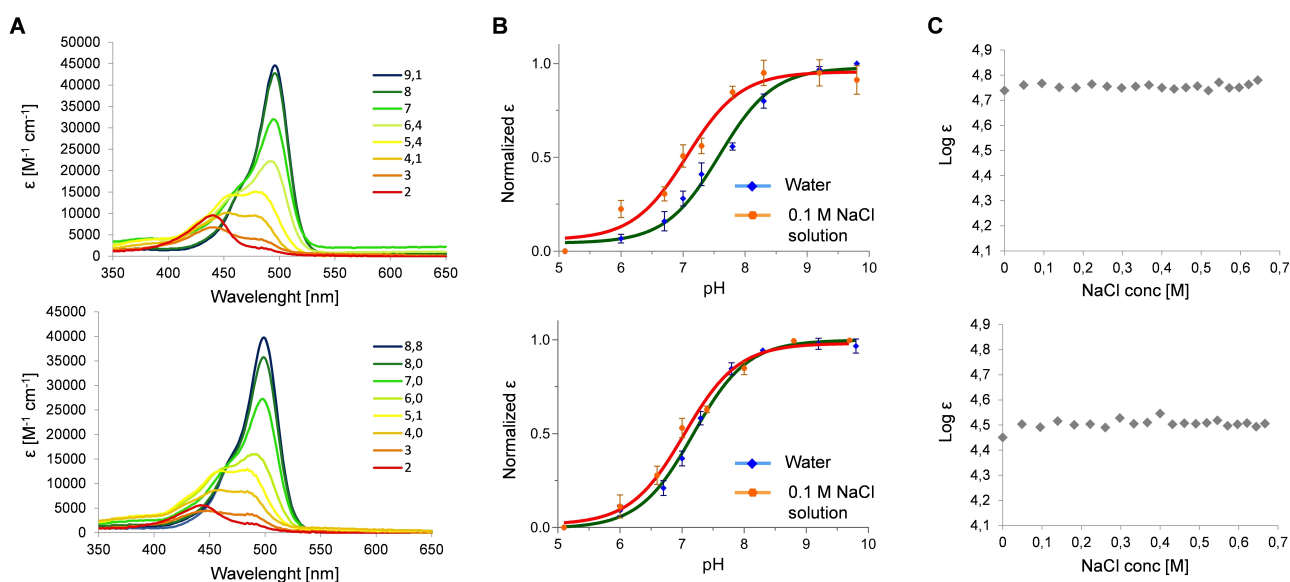 A
50000
45000
40000
35000
30000
25000
20000
15000
10000
5000
0
ε [M-1 cm-1]
350 400 450 500 550 600 650
Wavelenght [nm]
9,1
8
7
6,4
5,4
4,1
3
2
B
1.0
0.5
0.0
Normalized ε
5 6 7 8 9 10
pH
Water
0.1 M NaCl
solution
C
4,9
4,8
4,7
4,6
4,5
4,4
4,3
4,2
4,1
Log ε
0 0,1 0,2 0,3 0,4 0,5 0,6 0,7
NaCl conc [M]
45000
40000
35000
30000
25000
20000
15000
10000
5000
0
ε [M-1 cm-1]
350 400 450 500 550 600 650
Wavelenght [nm]
8,8
8,0
7,0
6,0
5,1
4,0
3
2
1.0
0.5
0.0
Normalized ε
5 6 7 8 9 10
pH
Water
0.1 M NaCl
solution
4,9
4,8
4,7
4,6
4,5
4,4
4,3
4,2
4,1
Log ε
0 0,1 0,2 0,3 0,4 0,5 0,6 0,7
NaCl conc [M]